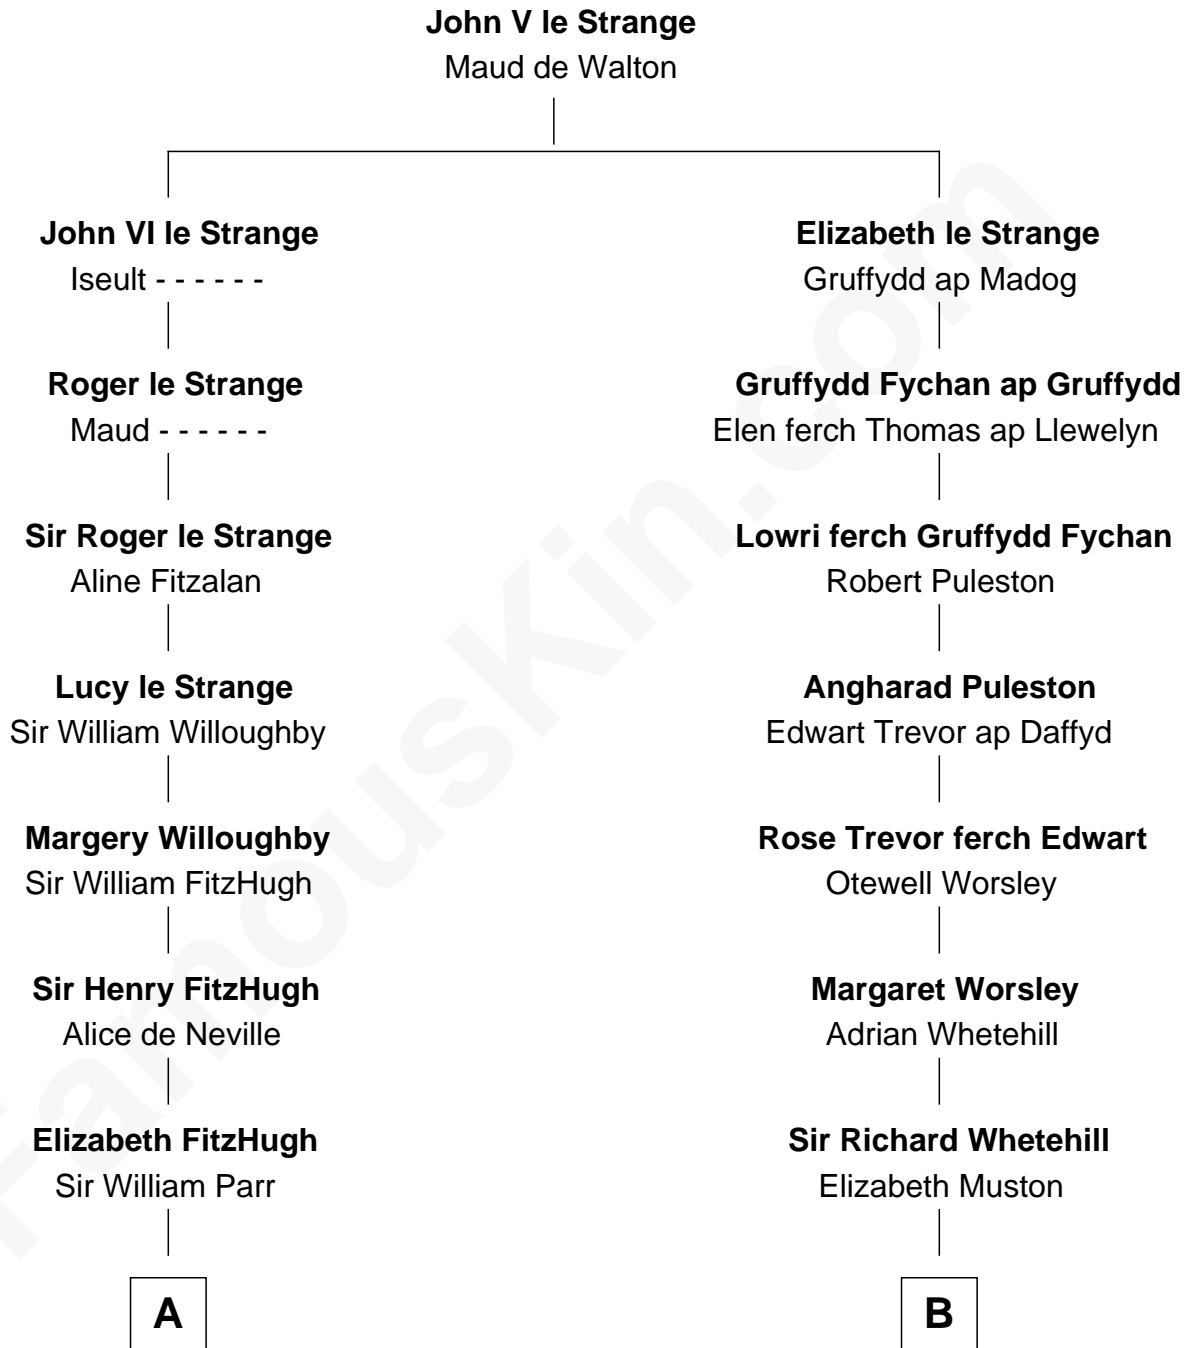 John V le Strange
Maud de Walton
John VI le Strange
Iseult - - - - - -
Roger le Strange
Maud - - - - - -
Sir Roger le Strange
Aline Fitzalan
Lucy le Strange
Sir William Willoughby
Margery Willoughby
Sir William FitzHugh
Sir Henry FitzHugh
Alice de Neville
Elizabeth FitzHugh
Sir William Parr
A
Elizabeth le Strange
Gruffydd ap Madog
Gruffydd Fychan ap Gruffydd
Elen ferch Thomas ap Llewelyn
Lowri ferch Gruffydd Fychan
Robert Puleston
Angharad Puleston
Edwart Trevor ap Daffyd
Rose Trevor ferch Edwart
Otewell Worsley
Margaret Worsley
Adrian Whetehill
Sir Richard Whetehill
Elizabeth Muston
B
FamousKin.com